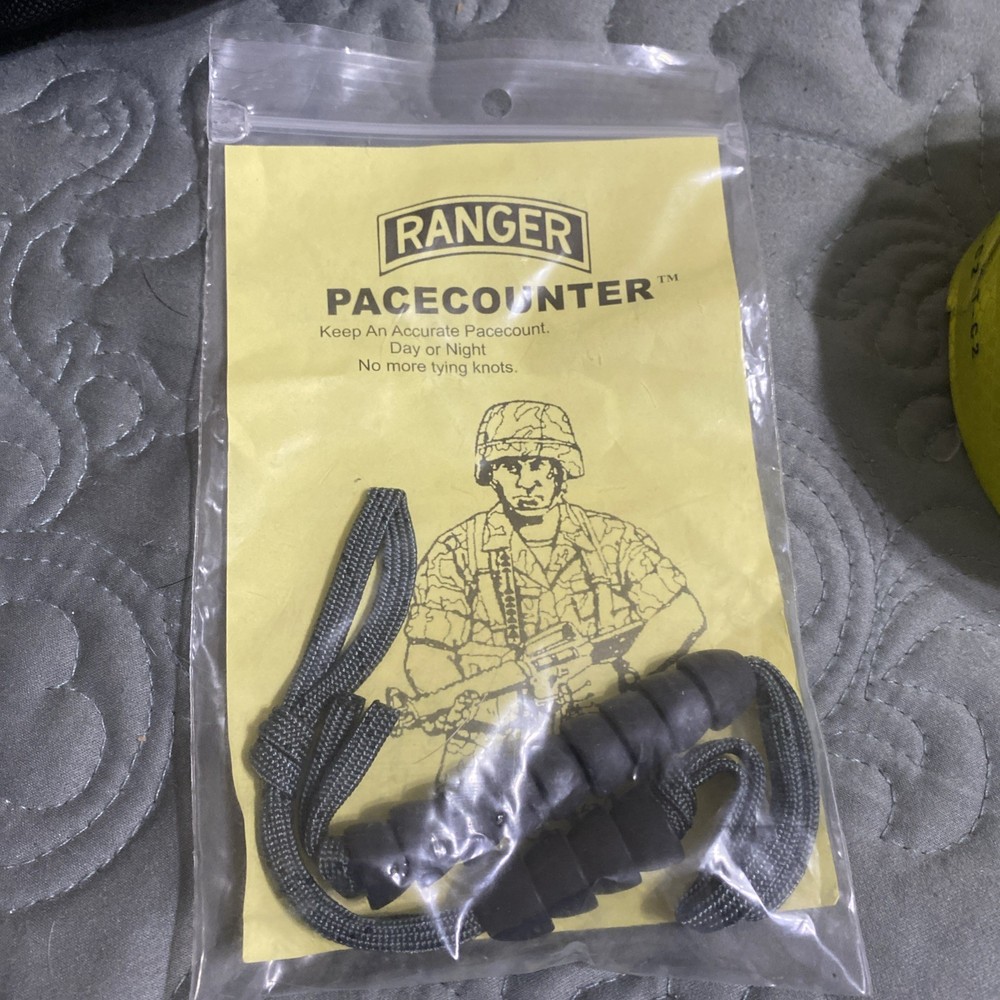 RANGER
PACECOUNTER™
Keep An Accurate Pacecount.
Day or Night
No more tying knots.